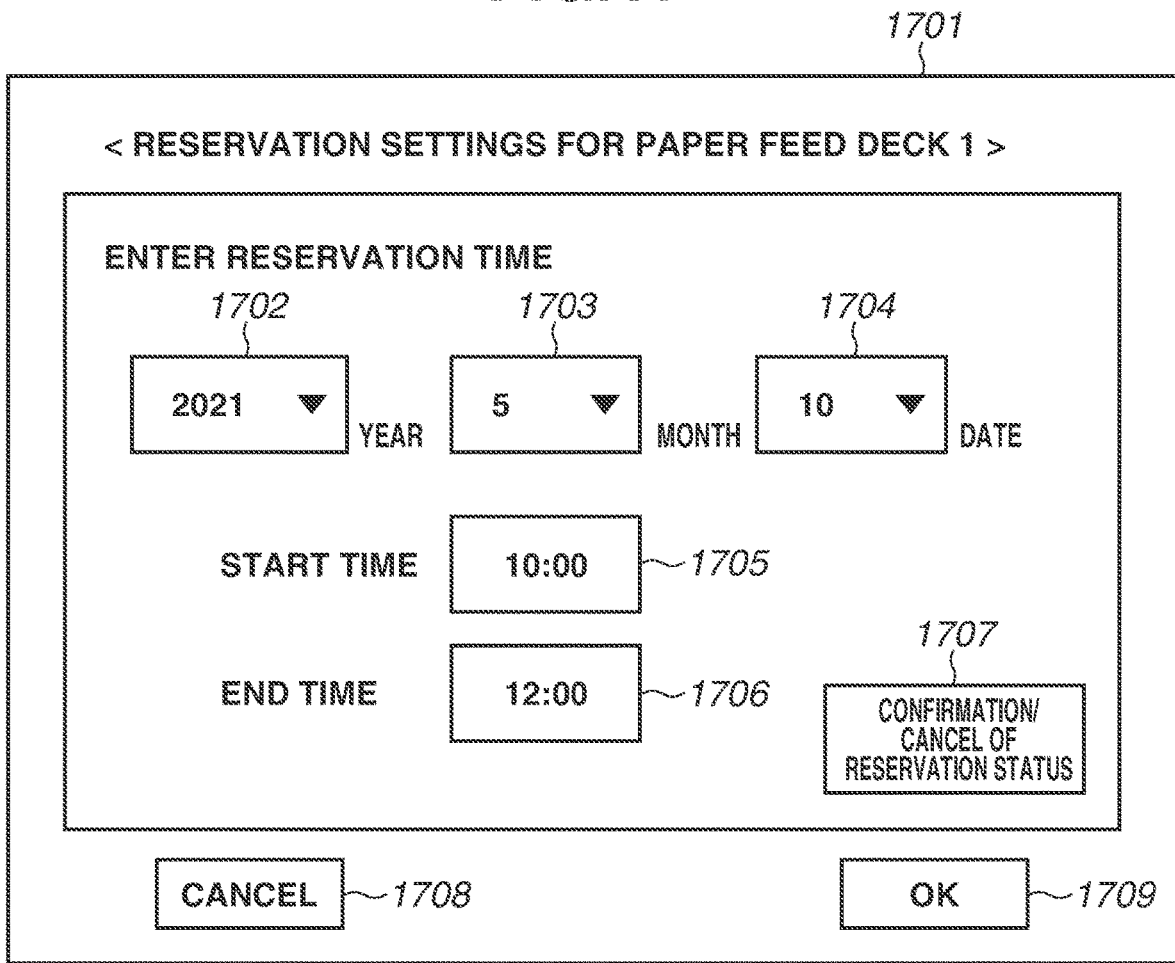 1701
< RESERVATION SETTINGS FOR PAPER FEED DECK 1 >
ENTER RESERVATION TIME
1702 1703 1704
2021 ▼ YEAR 5 ▼ MONTH 10 ▼ DATE
START TIME 10:00 1705
END TIME 12:00 1706
1707
CONFIRMATION/
CANCEL OF
RESERVATION STATUS
CANCEL 1708 OK 1709